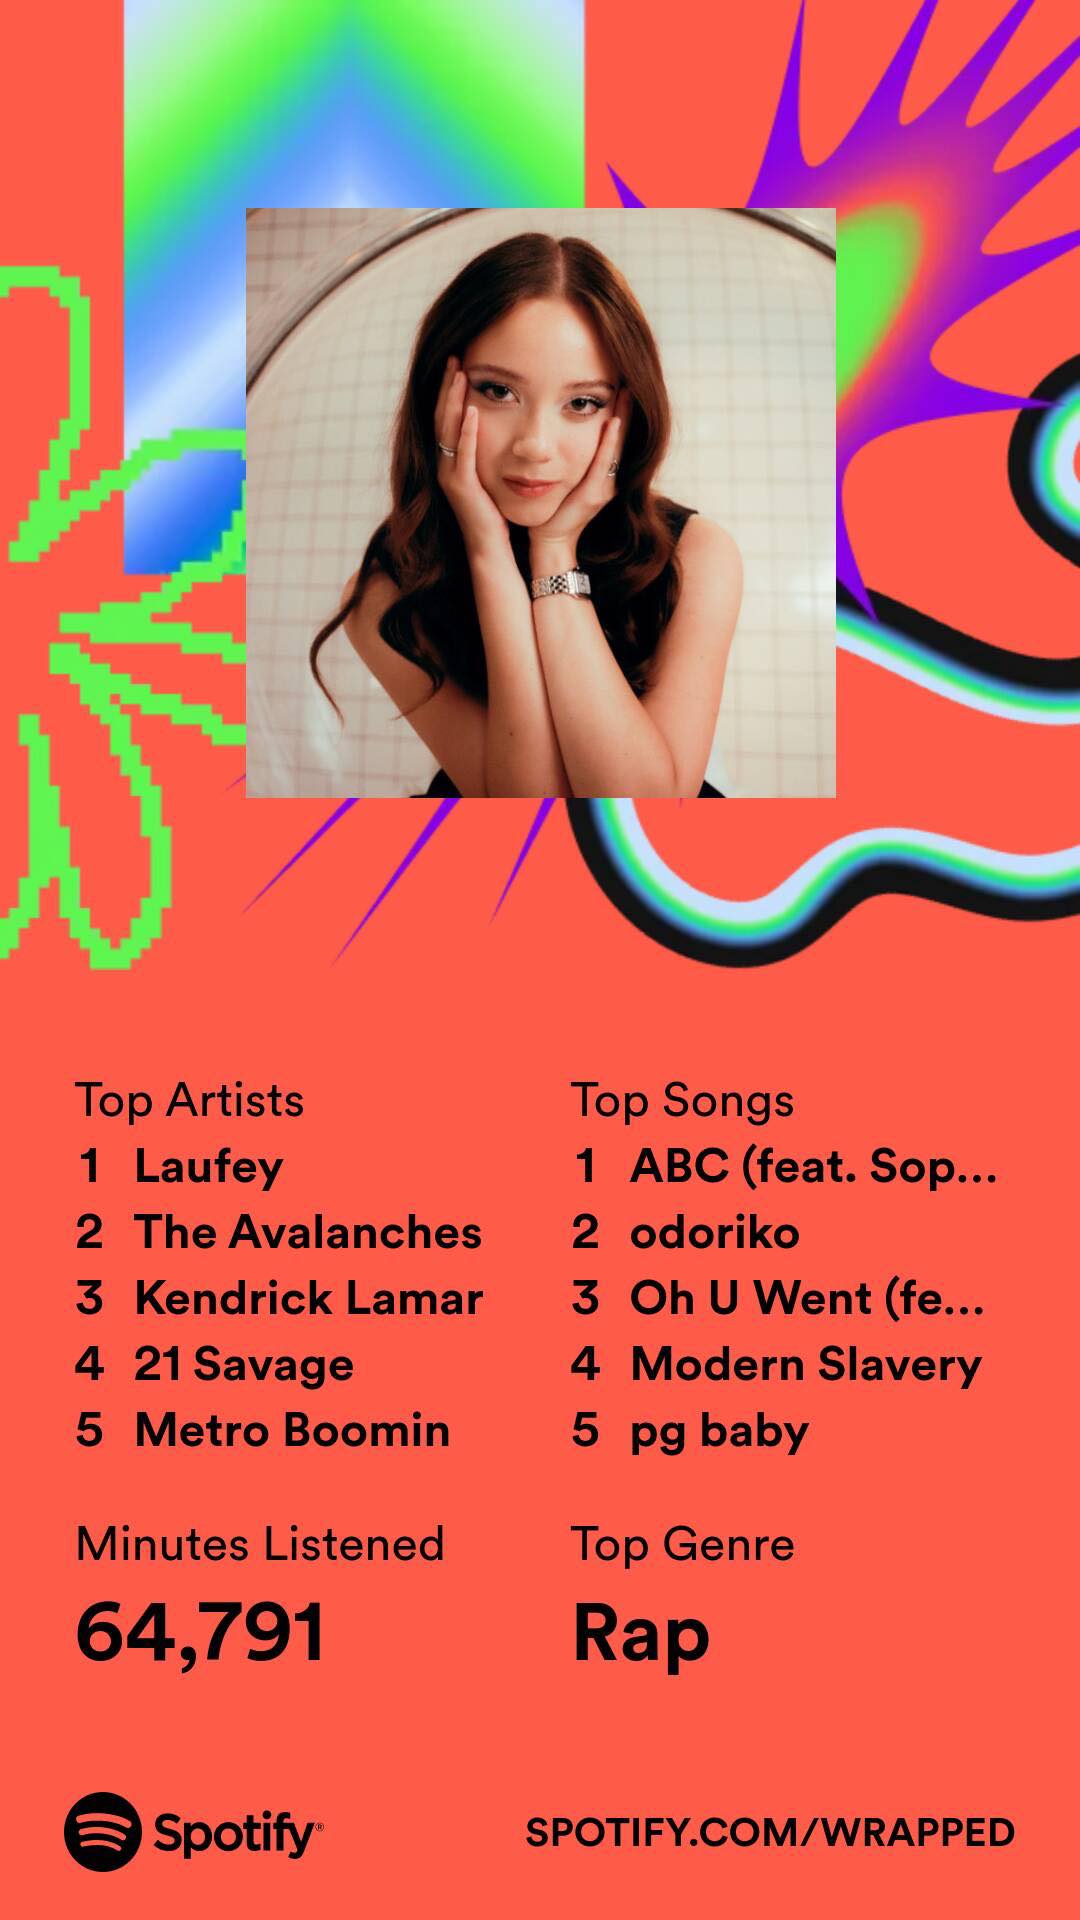 Top Artists
1 Laufey
2 The Avalanches
3 Kendrick Lamar
4 21 Savage
5 Metro Boomin
Top Songs
1 ABC (feat. Sop...
2 odoriko
3 Oh U Went (fe...
4 Modern Slavery
5 pg baby
Minutes Listened
64,791
Top Genre
Rap
Spotify®
SPOTIFY.COM/WRAPPED